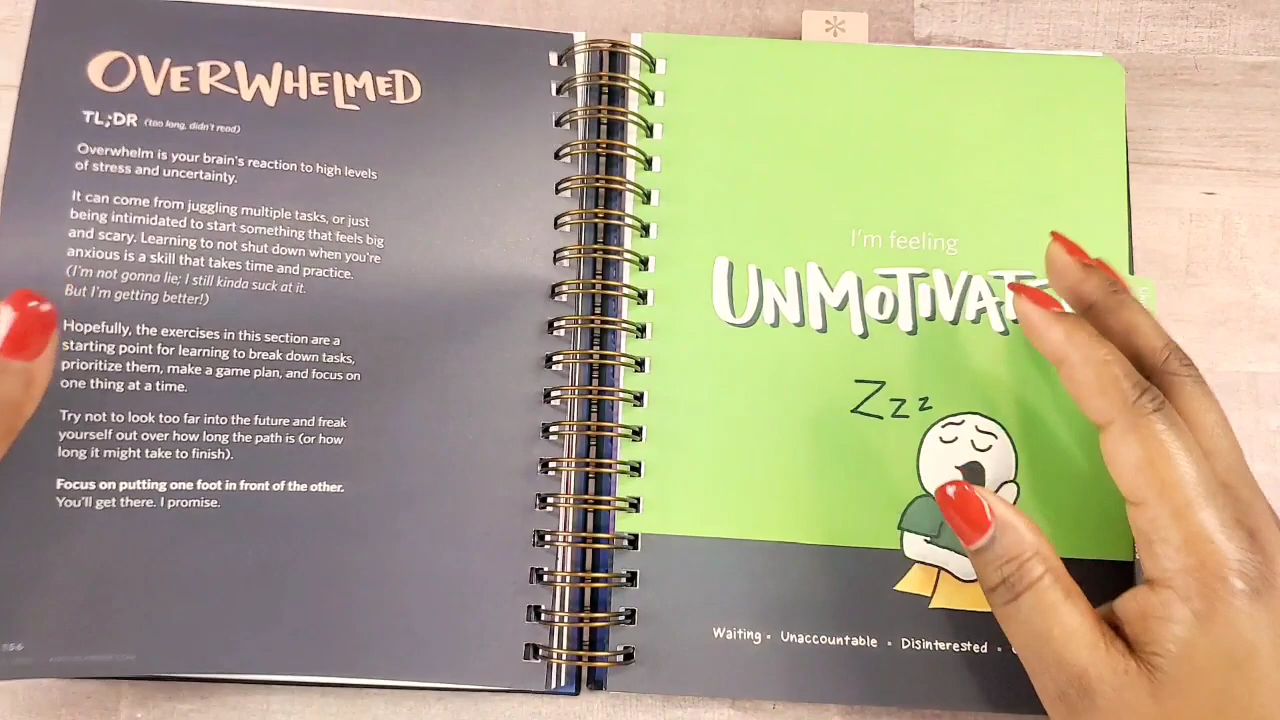 OVERWHELMED
TL;DR (too long, didn't read)
Overwhelm is your brain's reaction to high levels
of stress and uncertainty.
It can come from juggling multiple tasks, or just
being intimidated to start something that feels big
and scary. Learning to not shut down when you're
anxious is a skill that takes time and practice.
(I'm not gonna lie; I still kinda suck at it.
But I'm getting better!)
Hopefully, the exercises in this section are a
starting point for learning to break down tasks,
prioritize them, make a game plan, and focus on
one thing at a time.
Try not to look too far into the future and freak
yourself out over how long the path is (or how
long it might take to finish).
Focus on putting one foot in front of the other.
You'll get there. I promise.
156
I'm feeling
UNMOTIVAT
Zzz
Waiting • Unaccountable • Disinterested •